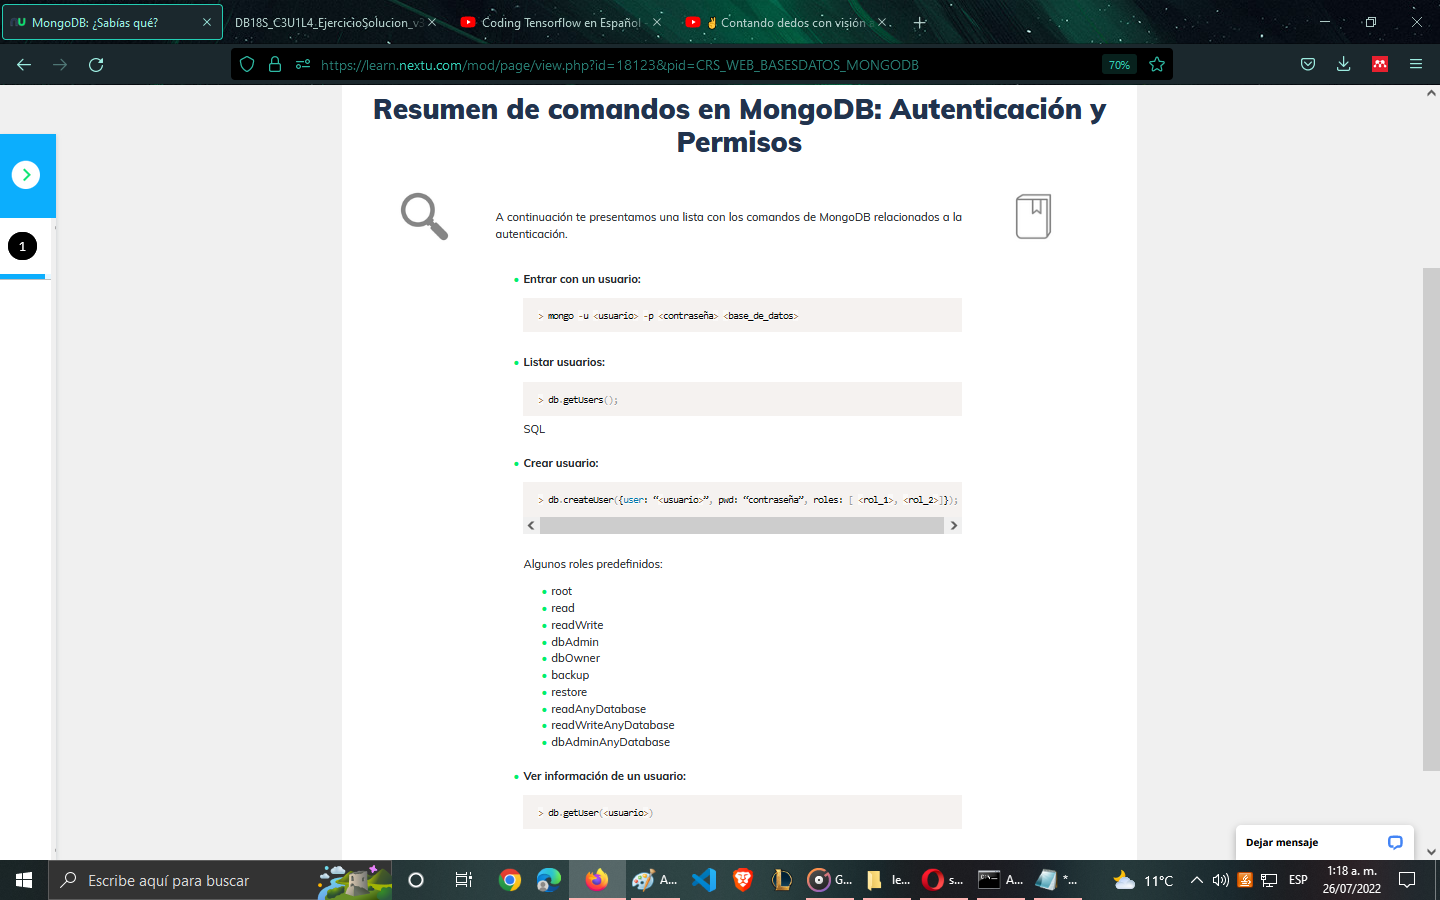 MongoDB: ¿Sabías qué?
DB18S_C3U1L4_EjercicioSolucion_v3
Coding Tensorflow en Español
Contando dedos con visión a
https://learn.nextu.com/mod/page/view.php?id=18123&pid=CRS_WEB_BASESDATOS_MONGODB
70%
Resumen de comandos en MongoDB: Autenticación y
Permisos
1
A continuación te presentamos una lista con los comandos de MongoDB relacionados a la
autenticación.
Entrar con un usuario:
> mongo -u <usuario> -p <contraseña> <base_de_datos>
Listar usuarios:
> db.getUsers();
SQL
Crear usuario:
> db.createUser({user: “<usuario>”, pwd: “contraseña”, roles: [ <rol_1>, <rol_2>]});
Algunos roles predefinidos:
root
read
readWrite
dbAdmin
dbOwner
backup
restore
readAnyDatabase
readWriteAnyDatabase
dbAdminAnyDatabase
Ver información de un usuario:
> db.getUser(<usuario>)
Dejar mensaje
Escribe aquí para buscar
A...
G...
le...
s...
A...
*...
11°C
ESP
1:18 a. m.
26/07/2022